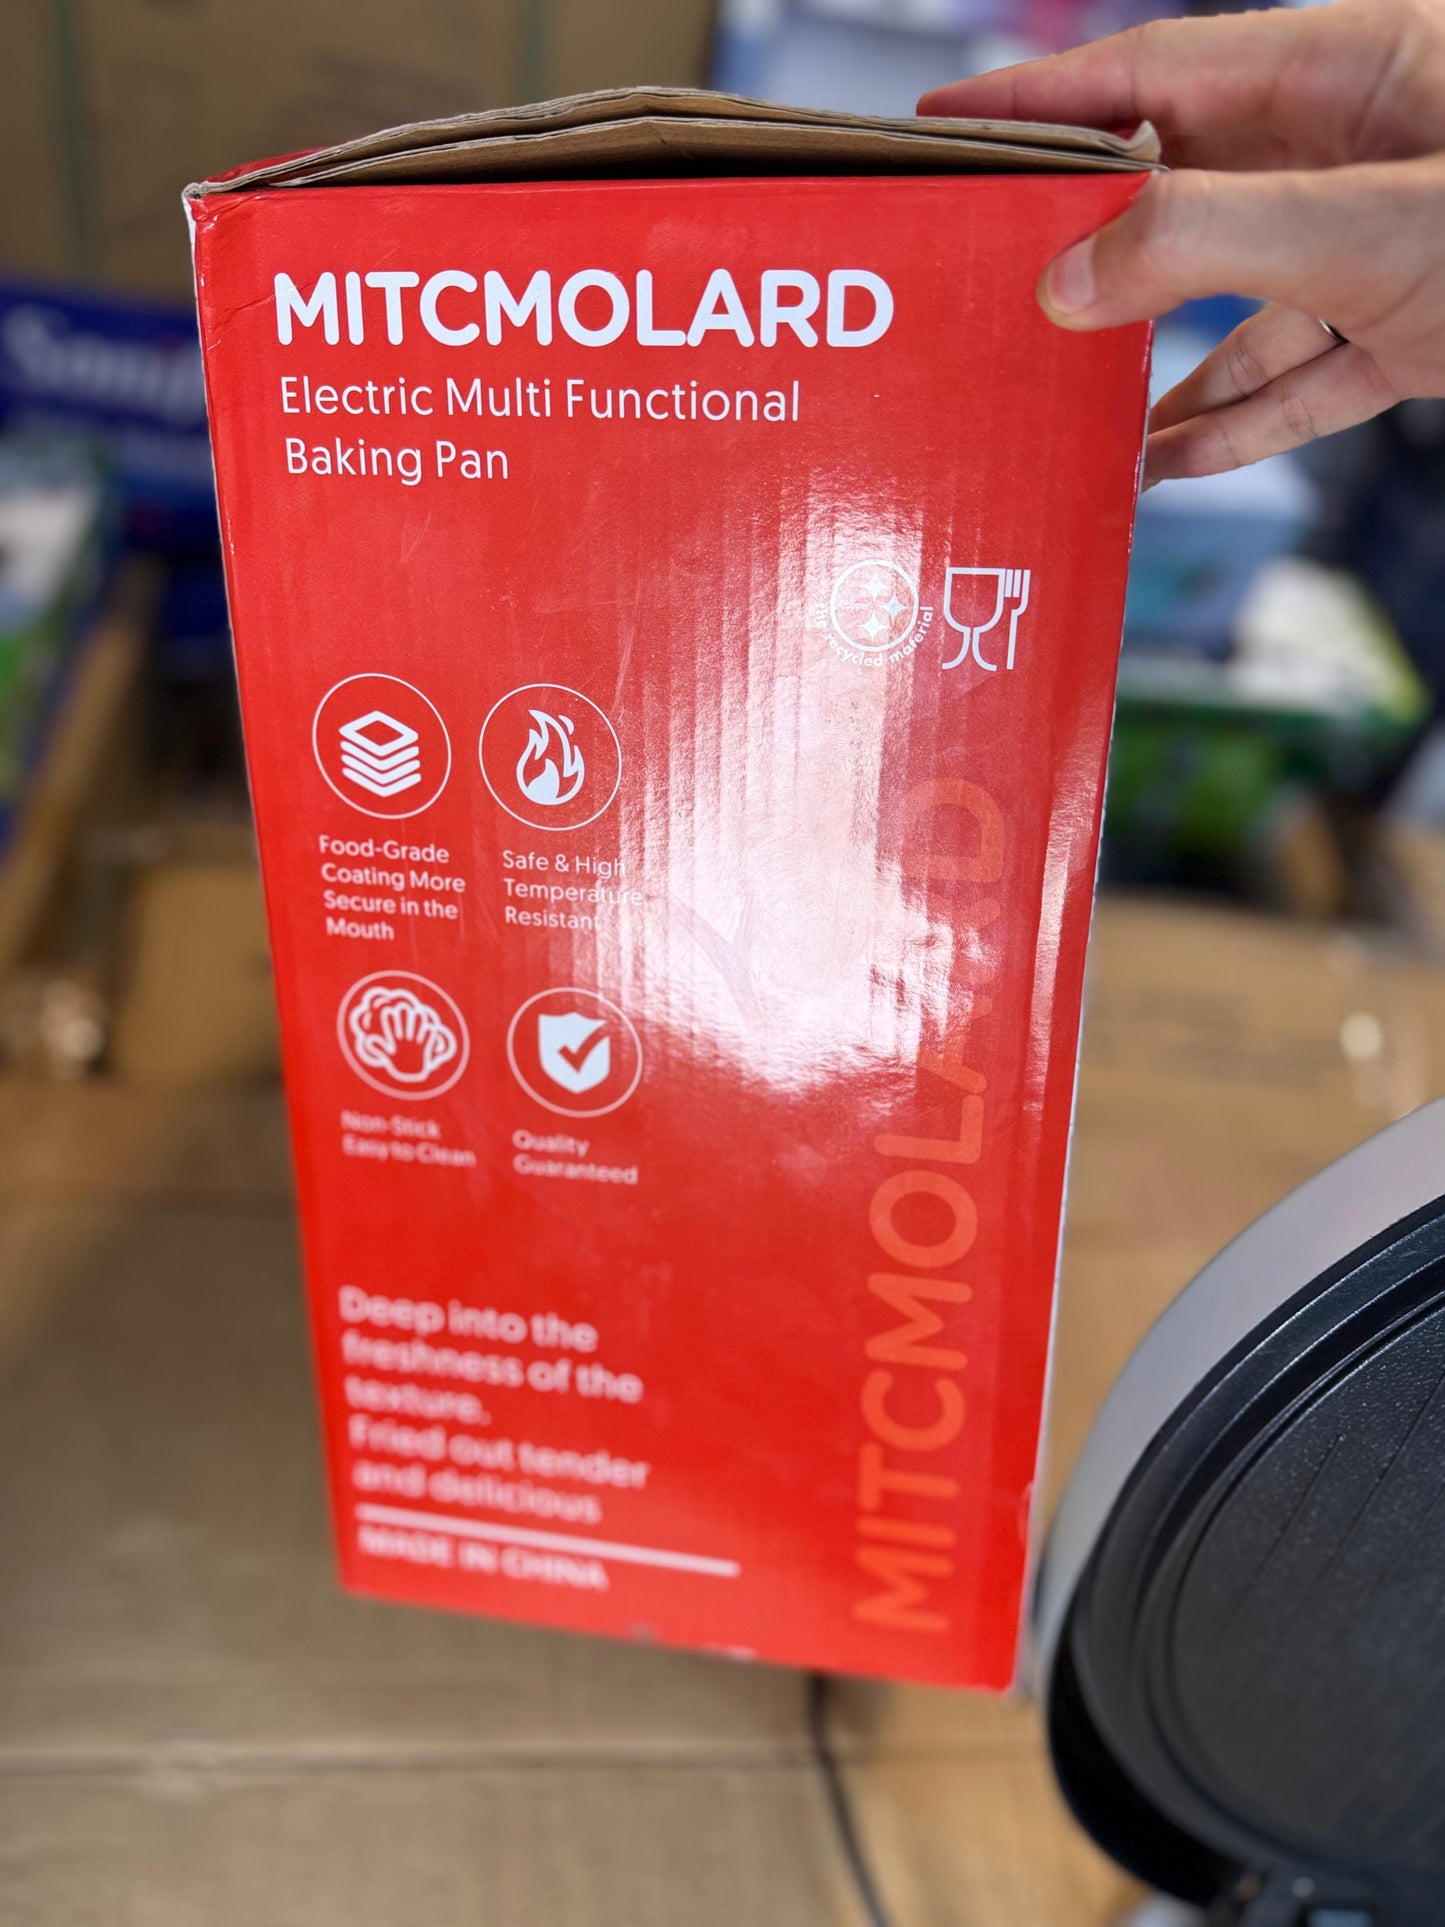 MITCMOLARD
Electric Multi Functional
Baking Pan
copper
recycled material
Food-Grade
Coating More
Secure in the
Mouth
Safe & High
Temperature
Resistant
Non-Stick
Easy to Clean
Quality
Guaranteed
Deep into the
freshness of the
texture.
Fried out tender
and delicious
MADE IN CHINA
MITCMOLARD